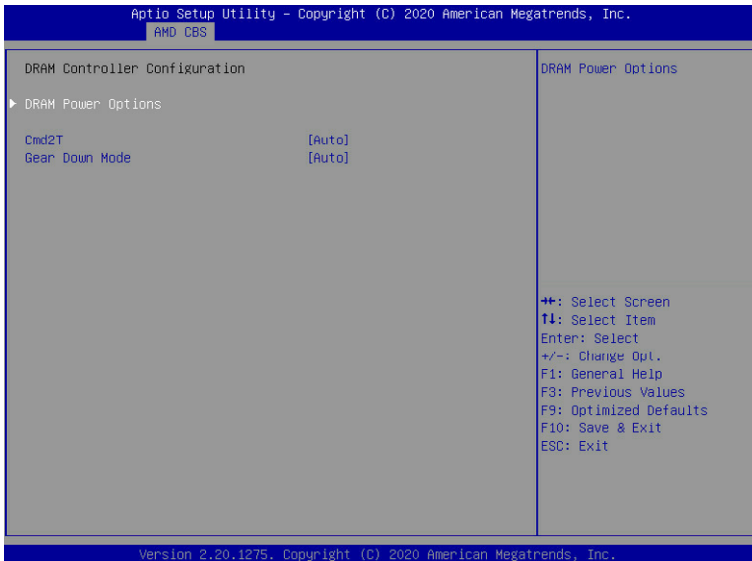 Aptio Setup Utility – Copyright (C) 2020 American Megatrends, Inc.
AMD CBS
DRAM Controller Configuration
DRAM Power Options
Cmd2T [Auto]
Gear Down Mode [Auto]
DRAM Power Options
→←: Select Screen
↑↓: Select Item
Enter: Select
+/-: Change Opt.
F1: General Help
F3: Previous Values
F9: Optimized Defaults
F10: Save & Exit
ESC: Exit
Version 2.20.1275. Copyright (C) 2020 American Megatrends, Inc.